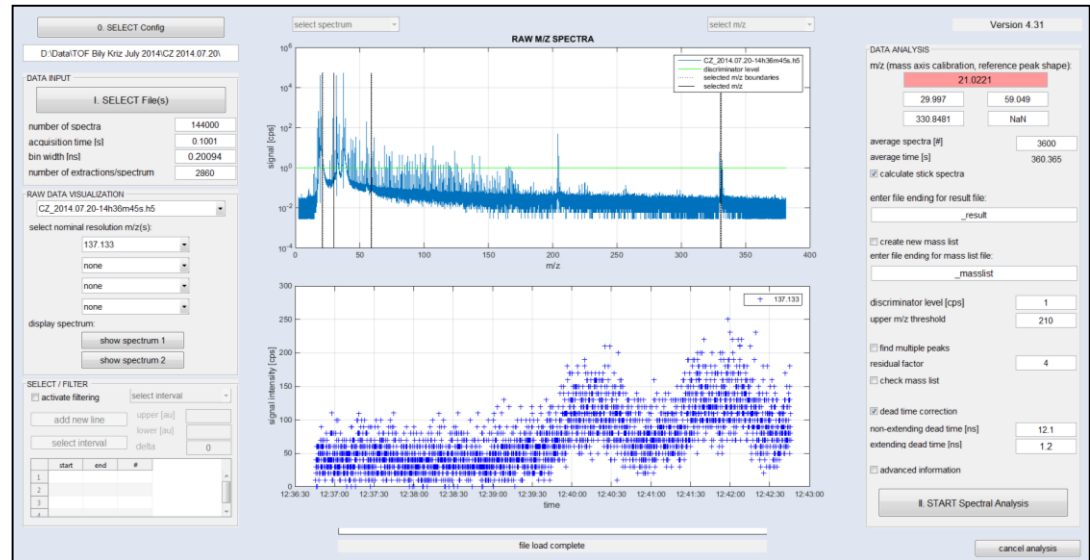 0. SELECT Config
D:\Data\TOF Bily Kriz July 2014\CZ 2014.07.20\
DATA INPUT
I. SELECT File(s)
number of spectra 144000
acquisition time [s] 0.1001
bin width [ns] 0.20094
number of extractions/spectrum 2860
RAW DATA VISUALIZATION
CZ_2014.07.20-14h36m45s.h5
select nominal resolution m/z(s):
137.133
none
none
none
display spectrum:
show spectrum 1
show spectrum 2
SELECT / FILTER
activate filtering select interval
add new line upper [au]
lower [au]
select interval delta 0
start end #
1
2
3
select spectrum select m/z
RAW M/Z SPECTRA
CZ_2014.07.20-14h36m45s.h5
discriminator level
selected m/z boundaries
selected m/z
signal [cps]
10^6
10^4
10^2
10^0
10^-2
10^-4
0 50 100 150 200 250 300 350 400
m/z
137.133
signal intensity [cps]
300
250
200
150
100
50
0
12:36:30 12:37:00 12:37:30 12:38:00 12:38:30 12:39:00 12:39:30 12:40:00 12:40:30 12:41:00 12:41:30 12:42:00 12:42:30 12:43:00
time
file load complete
Version 4.31
DATA ANALYSIS
m/z (mass axis calibration, reference peak shape):
21.0221
29.997 59.049
330.8481 NaN
average spectra [#] 3600
average time [s] 360.365
calculate stick spectra
enter file ending for result file:
_result
create new mass list
enter file ending for mass list file:
_masslist
discriminator level [cps] 1
upper m/z threshold 210
find multiple peaks
residual factor 4
check mass list
dead time correction
non-extending dead time [ns] 12.1
extending dead time [ns] 1.2
advanced information
II. START Spectral Analysis
cancel analysis